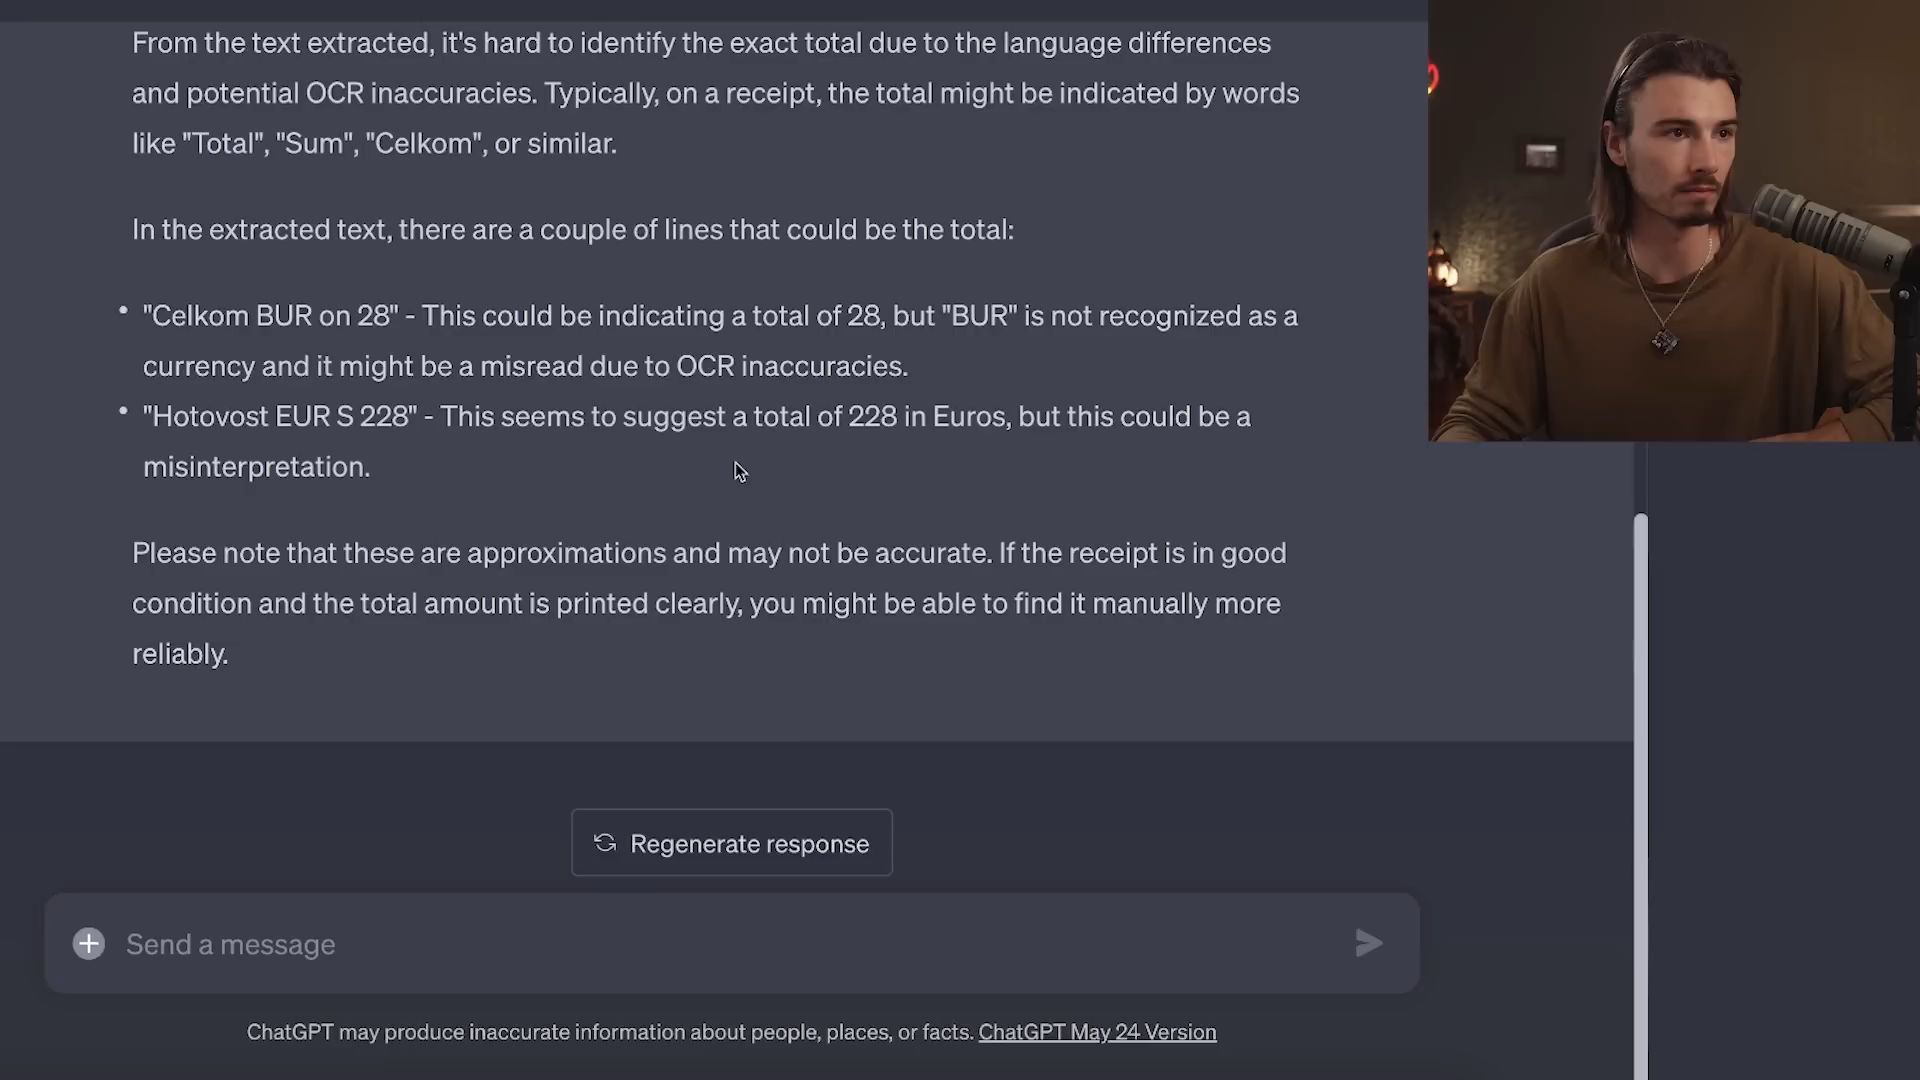 From the text extracted, it's hard to identify the exact total due to the language differences
and potential OCR inaccuracies. Typically, on a receipt, the total might be indicated by words
like "Total", "Sum", "Celkom", or similar.
In the extracted text, there are a couple of lines that could be the total:
• "Celkom BUR on 28" - This could be indicating a total of 28, but "BUR" is not recognized as a
currency and it might be a misread due to OCR inaccuracies.
• "Hotovost EUR S 228" - This seems to suggest a total of 228 in Euros, but this could be a
misinterpretation.
Please note that these are approximations and may not be accurate. If the receipt is in good
condition and the total amount is printed clearly, you might be able to find it manually more
reliably.
Regenerate response
Send a message
ChatGPT may produce inaccurate information about people, places, or facts. ChatGPT May 24 Version